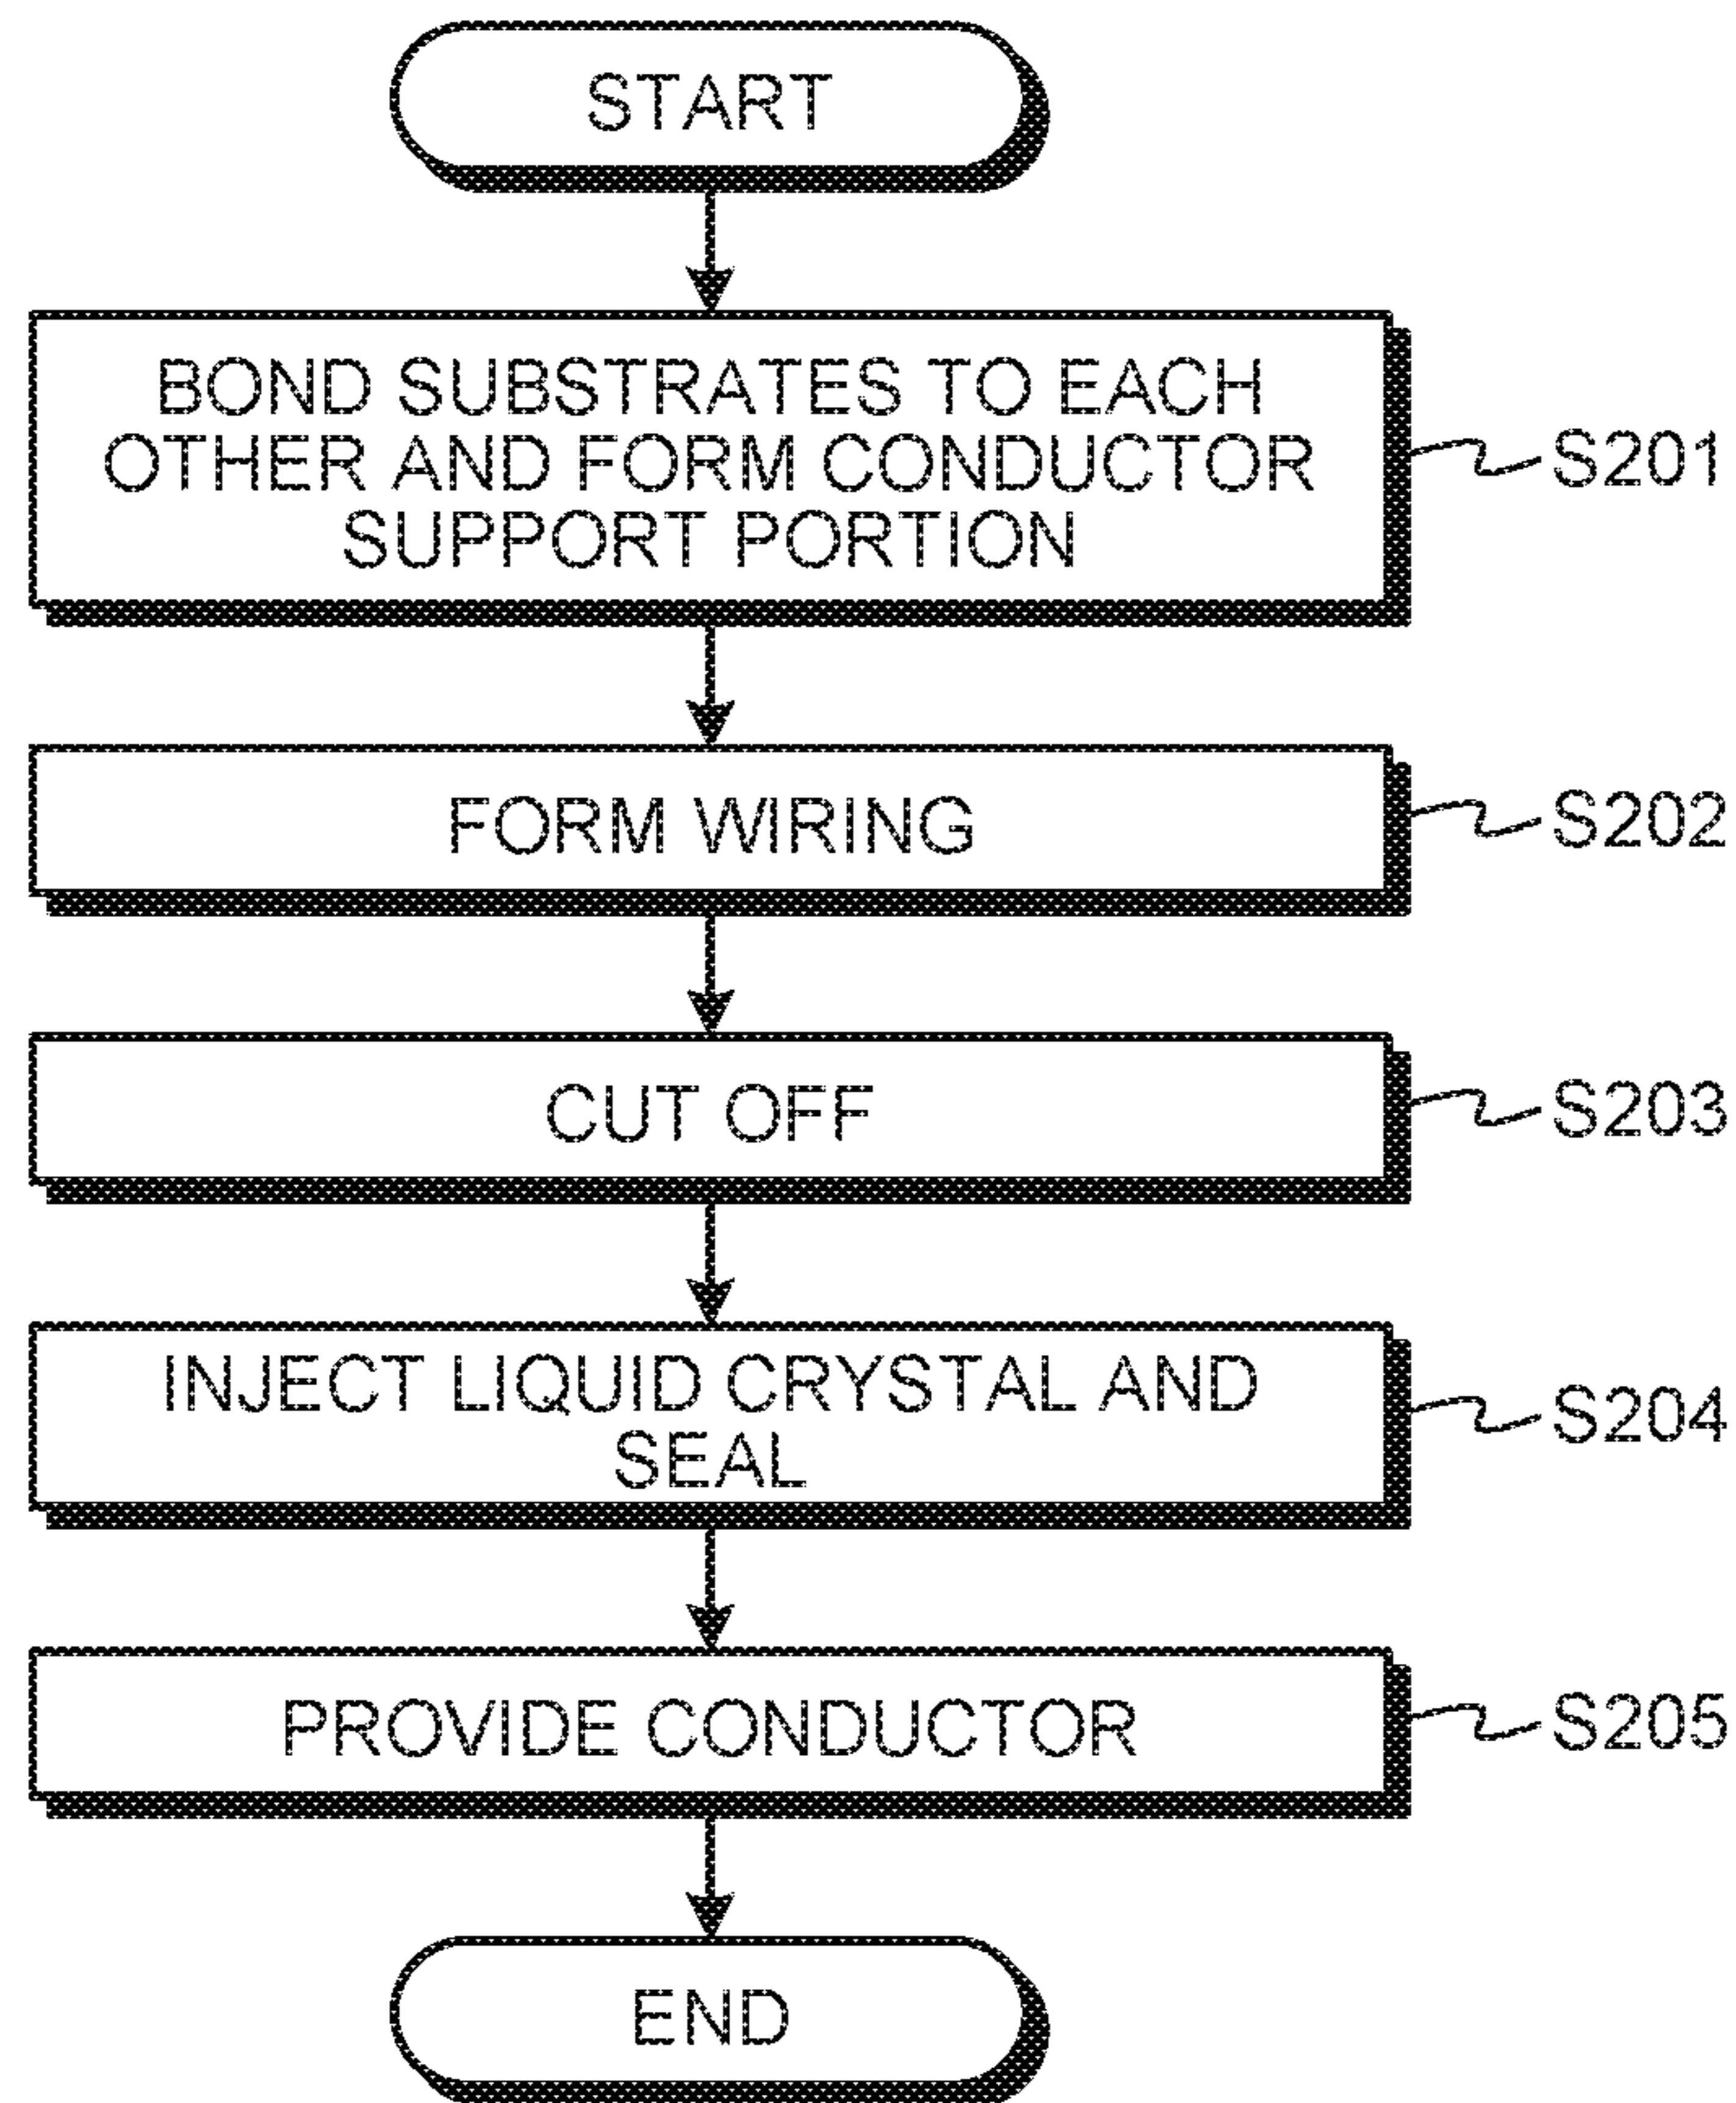 START
BOND SUBSTRATES TO EACH
OTHER AND FORM CONDUCTOR
SUPPORT PORTION
S201
FORM WIRING
S202
CUT OFF
S203
INJECT LIQUID CRYSTAL AND
SEAL
S204
PROVIDE CONDUCTOR
S205
END